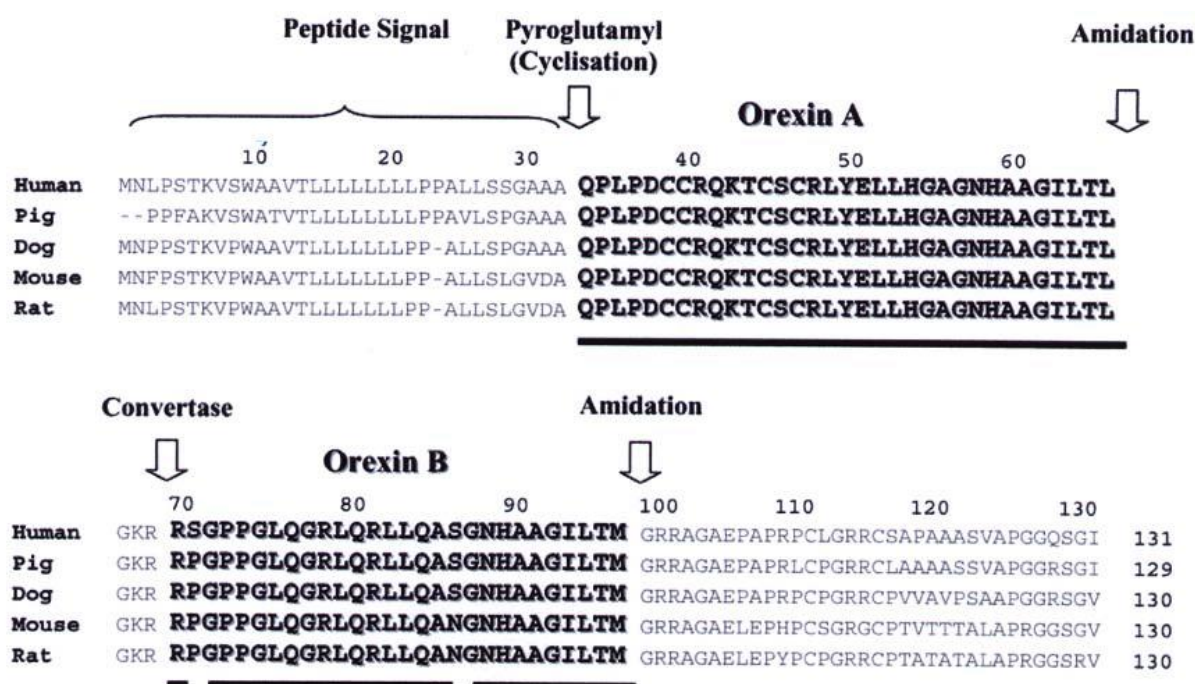 Peptide Signal Pyroglutamyl Amidation
(Cyclisation)
Orexin A
10 20 30 40 50 60
Human MNLPSTKVSWAAVTLLLLLLLLPPALLSSGAAA QPLPDCCRQKTCSCRLYELLHGAGNHAAGILTL
Pig --PPFAKVSWATVTLLLLLLLLPPAVLSPGAAA QPLPDCCRQKTCSCRLYELLHGAGNHAAGILTL
Dog MNPPSTKVPWAAVTLLLLLLLPP-ALLSPGAAA QPLPDCCRQKTCSCRLYELLHGAGNHAAGILTL
Mouse MNFPSTKVPWAAVTLLLLLLLPP-ALLSLGVDA QPLPDCCRQKTCSCRLYELLHGAGNHAAGILTL
Rat MNLPSTKVPWAAVTLLLLLLLPP-ALLSLGVDA QPLPDCCRQKTCSCRLYELLHGAGNHAAGILTL
Convertase Amidation
Orexin B
70 80 90 100 110 120 130
Human GKR RSGPPGLQGRLQRLLQASGNHAAGILTM GRRAGAEPAPRPCLGRRCSAPAAASVAPGGQSGI 131
Pig GKR RPGPPGLQGRLQRLLQASGNHAAGILTM GRRAGAEPAPRLCPGRRCLAAAASSVAPGGRSGI 129
Dog GKR RPGPPGLQGRLQRLLQASGNHAAGILTM GRRAGAEPAPRPCPGRRCPVVAVPSAAPGGRSGV 130
Mouse GKR RPGPPGLQGRLQRLLQANGNHAAGILTM GRRAGAELEPHPCSGRGCPTVTTTALAPRGGSGV 130
Rat GKR RPGPPGLQGRLQRLLQANGNHAAGILTM GRRAGAELEPYPCPGRRCPTATATALAPRGGSRV 130